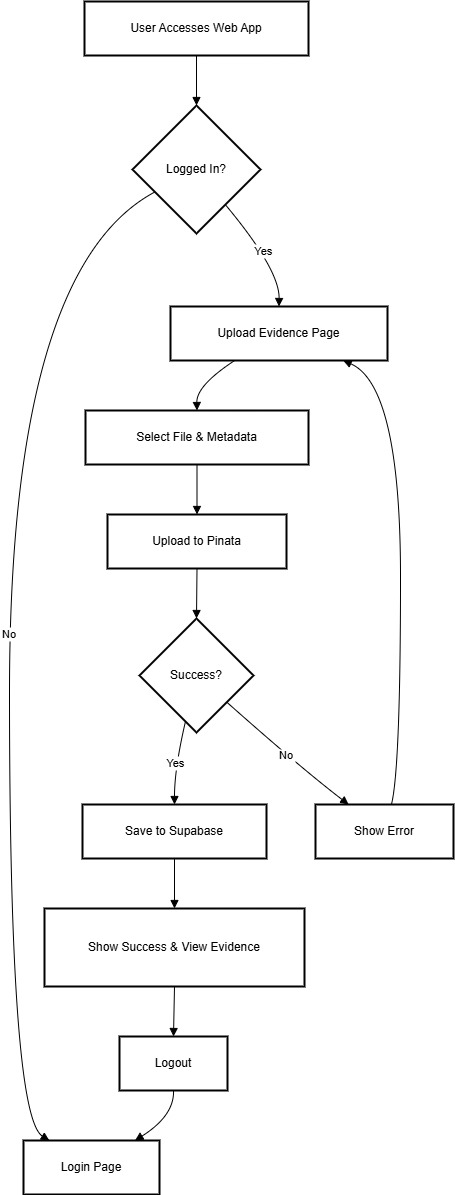 User Accesses Web App
Logged In?
Yes
Upload Evidence Page
Select File & Metadata
Upload to Pinata
No
Success?
Yes
No
Save to Supabase
Show Error
Show Success & View Evidence
Logout
Login Page